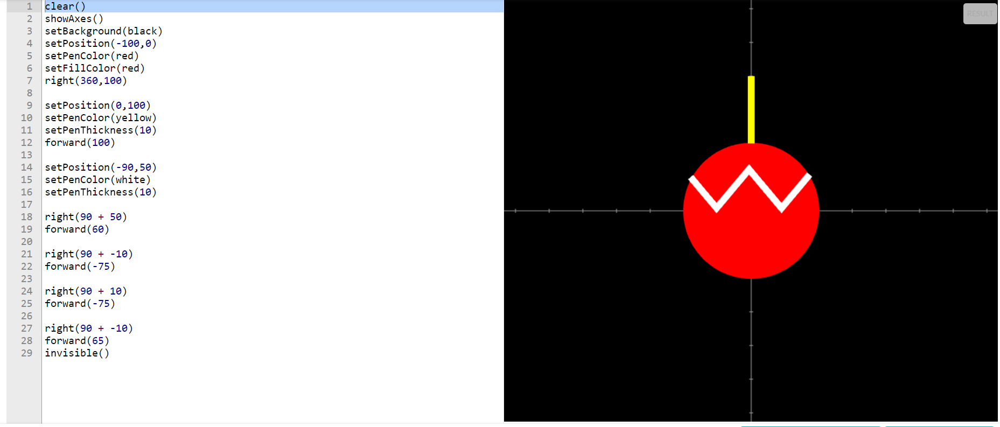 1 clear()
2 showAxes()
3 setBackground(black)
4 setPosition(-100,0)
5 setPenColor(red)
6 setFillColor(red)
7 right(360,100)
8
9 setPosition(0,100)
10 setPenColor(yellow)
11 setPenThickness(10)
12 forward(100)
13
14 setPosition(-90,50)
15 setPenColor(white)
16 setPenThickness(10)
17
18 right(90 + 50)
19 forward(60)
20
21 right(90 + -10)
22 forward(-75)
23
24 right(90 + 10)
25 forward(-75)
26
27 right(90 + -10)
28 forward(65)
29 invisible()
RESULT